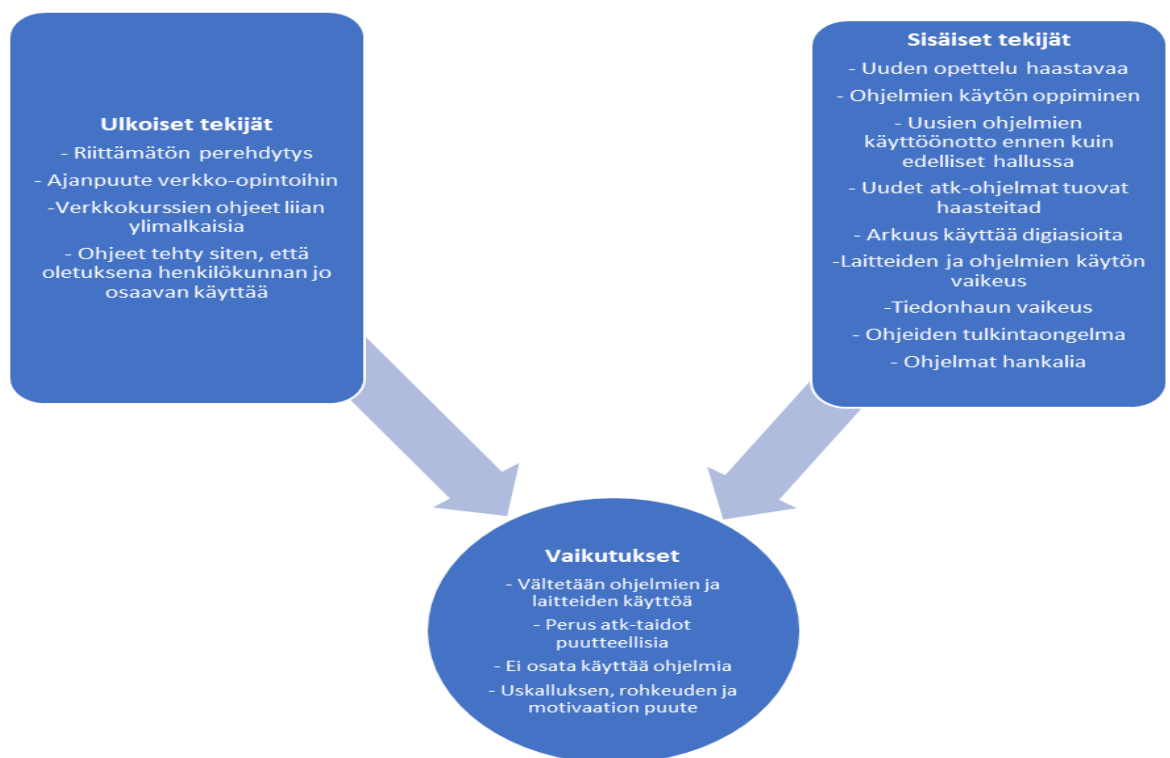 Ulkoiset tekijät
- Riittämätön perehdytys
- Ajanpuute verkko-opintoihin
-Verkkokurssien ohjeet liian
ylimalkaisia
- Ohjeet tehty siten, että
oletuksena henkilökunnan jo
osaavan käyttää
Sisäiset tekijät
- Uuden opettelu haastavaa
- Ohjelmien käytön oppiminen
- Uusien ohjelmien
käyttöönotto ennen kuin
edelliset hallussa
- Uudet atk-ohjelmat tuovat
haasteitad
- Arkuus käyttää digiasioita
-Laitteiden ja ohjelmien käytön
vaikeus
-Tiedonhaun vaikeus
- Ohjeiden tulkintaongelma
- Ohjelmat hankalia
Vaikutukset
- Vältetään ohjelmien ja
laitteiden käyttöä
- Perus atk-taidot
puutteellisia
- Ei osata käyttää ohjelmia
- Uskalluksen, rohkeuden ja
motivaation puute